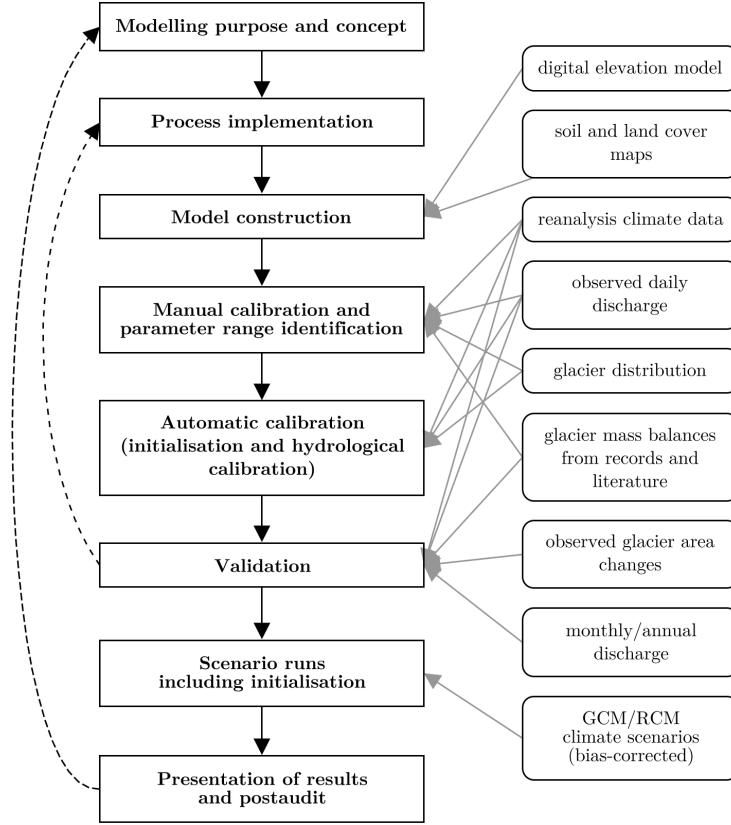 Modelling purpose and concept
Process implementation
Model construction
Manual calibration and
parameter range identification
Automatic calibration
(initialisation and hydrological
calibration)
Validation
Scenario runs
including initialisation
Presentation of results
and postaudit
digital elevation model
soil and land cover
maps
reanalysis climate data
observed daily
discharge
glacier distribution
glacier mass balances
from records and
literature
observed glacier area
changes
monthly/annual
discharge
GCM/RCM
climate scenarios
(bias-corrected)